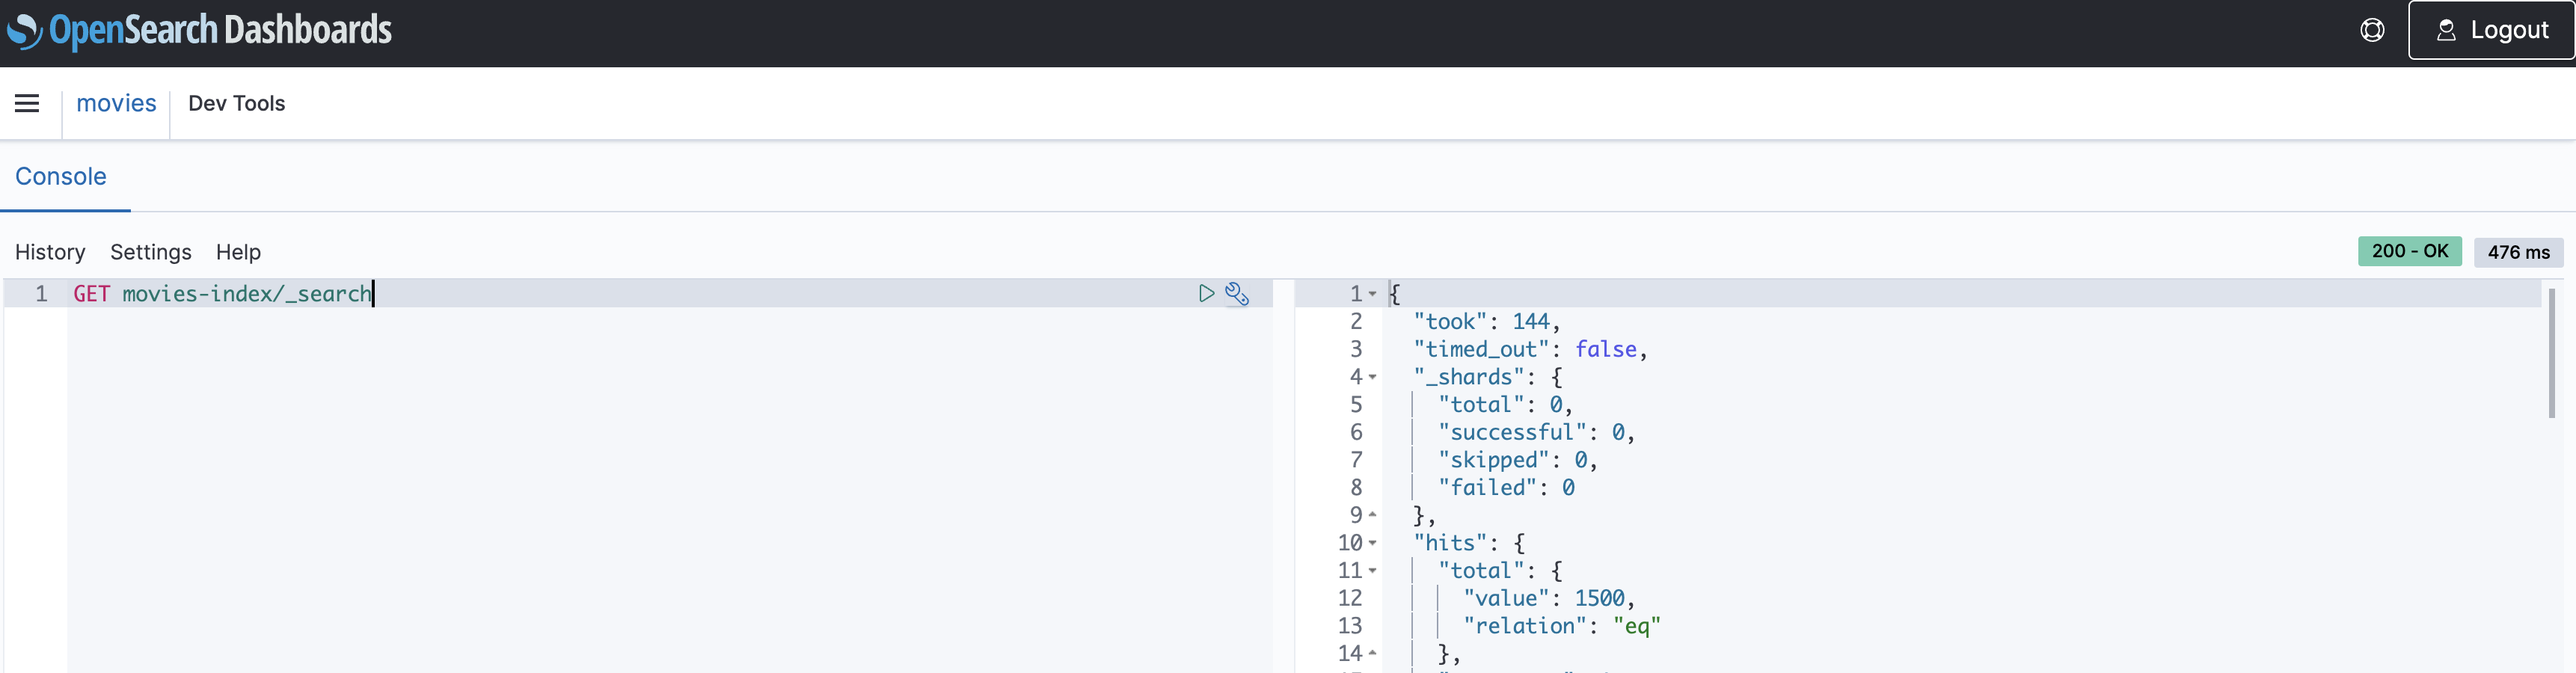 OpenSearch Dashboards
Logout
movies
Dev Tools
Console
History Settings Help
200 - OK
476 ms
1 GET movies-index/_search
1 {
2 "took": 144,
3 "timed_out": false,
4 "_shards": {
5 "total": 0,
6 "successful": 0,
7 "skipped": 0,
8 "failed": 0
9 },
10 "hits": {
11 "total": {
12 "value": 1500,
13 "relation": "eq"
14 },